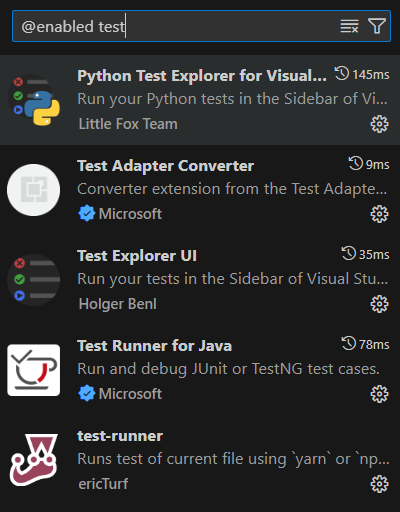 @enabled test
Python Test Explorer for Visual... 145ms
Run your Python tests in the Sidebar of Vi...
Little Fox Team
Test Adapter Converter 9ms
Converter extension from the Test Adapte...
Microsoft
Test Explorer UI 35ms
Run your tests in the Sidebar of Visual Stu...
Holger Benl
Test Runner for Java 78ms
Run and debug JUnit or TestNG test cases.
Microsoft
test-runner
Runs test of current file using `yarn` or `np...
ericTurf